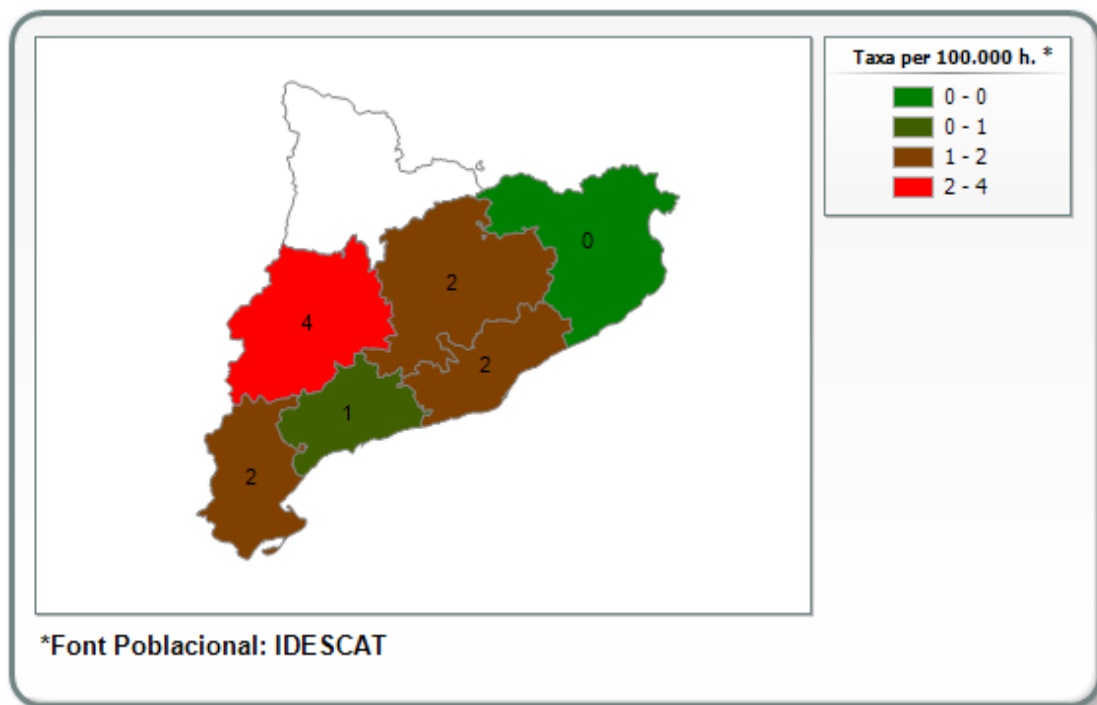 Taxa per 100.000 h. *
0 - 0
0 - 1
1 - 2
2 - 4
0
2
4
2
1
2
*Font Poblacional: IDESCAT